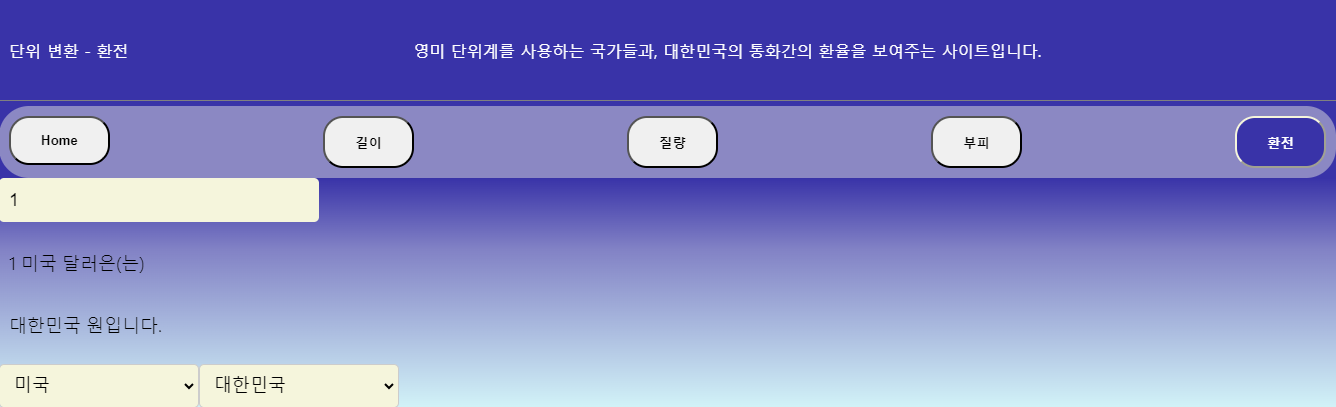 단위 변환 - 환전
영미 단위계를 사용하는 국가들과, 대한민국의 통화간의 환율을 보여주는 사이트입니다.
Home 길이 질량 부피 환전
1
1 미국 달러은(는)
대한민국 원입니다.
미국 대한민국